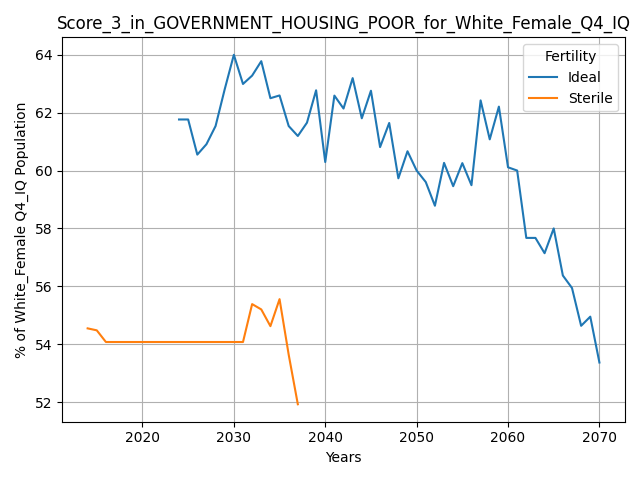 Score_3_in_GOVERNMENT_HOUSING_POOR_for_White_Female_Q4_IQ
Fertility
Ideal
Sterile
% of White_Female Q4_IQ Population
64
62
60
58
56
54
52
2020 2030 2040 2050 2060 2070
Years